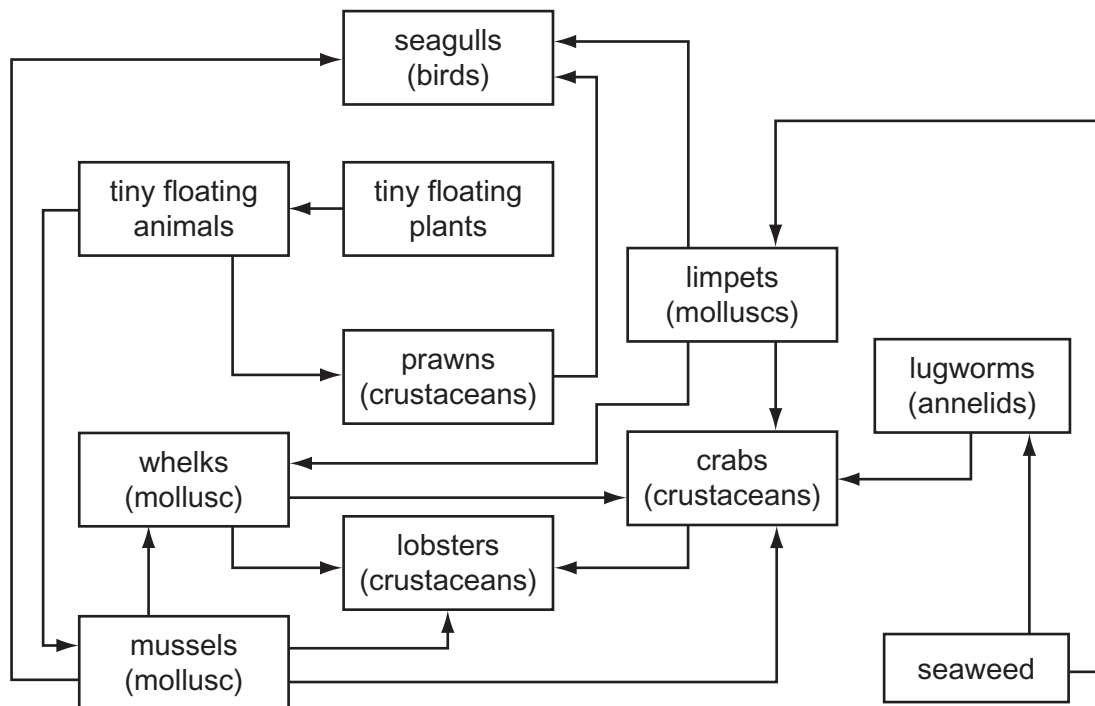 seagulls
(birds)
tiny floating
animals
tiny floating
plants
limpets
(molluscs)
prawns
(crustaceans)
lugworms
(annelids)
whelks
(mollusc)
crabs
(crustaceans)
lobsters
(crustaceans)
mussels
(mollusc)
seaweed